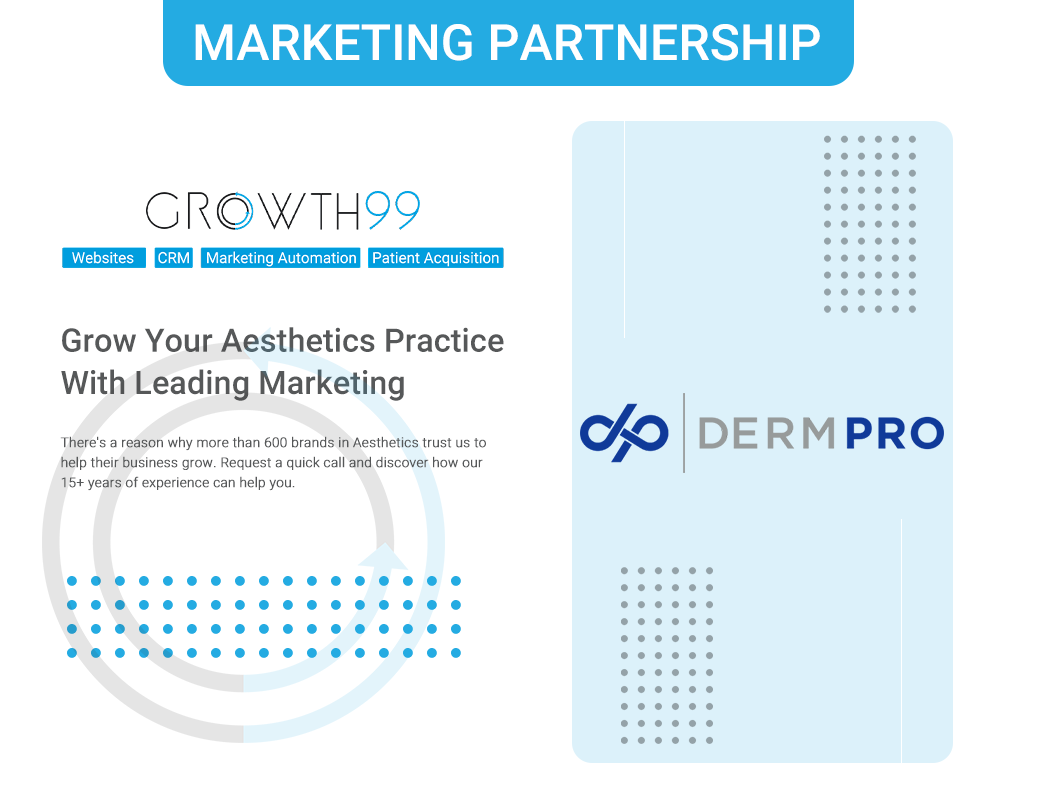 MARKETING PARTNERSHIP
GROWTH99
Websites CRM Marketing Automation Patient Acquisition
Grow Your Aesthetics Practice
With Leading Marketing
There's a reason why more than 600 brands in Aesthetics trust us to
help their business grow. Request a quick call and discover how our
15+ years of experience can help you.
dp DERMPRO